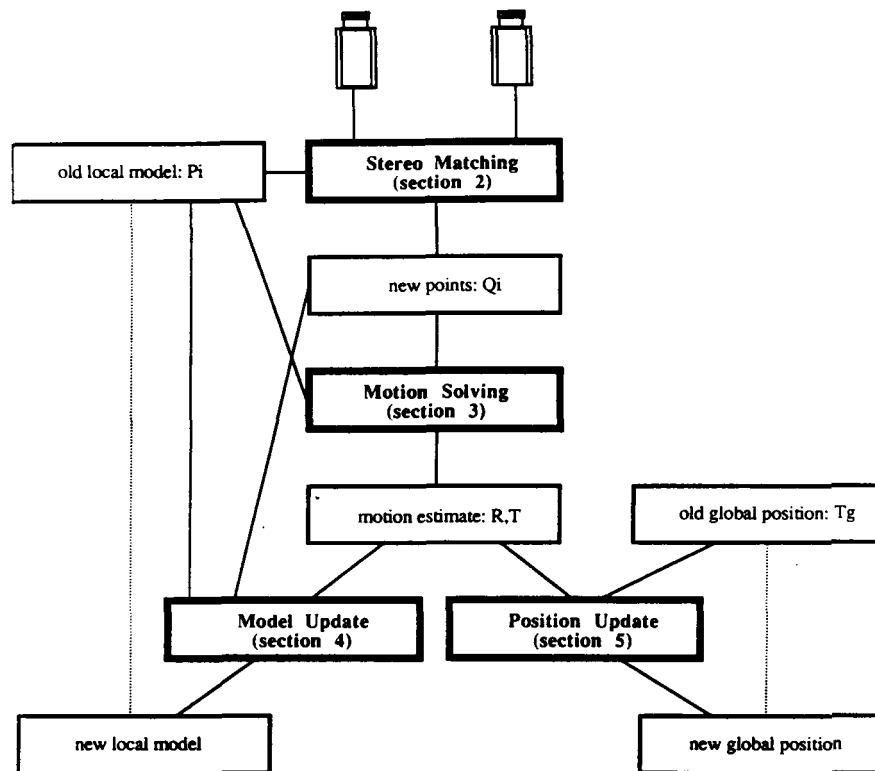 Stereo Matching
(section 2)
old local model: Pi
new points: Qi
Motion Solving
(section 3)
motion estimate: R,T
old global position: Tg
Model Update
(section 4)
Position Update
(section 5)
new local model
new global position